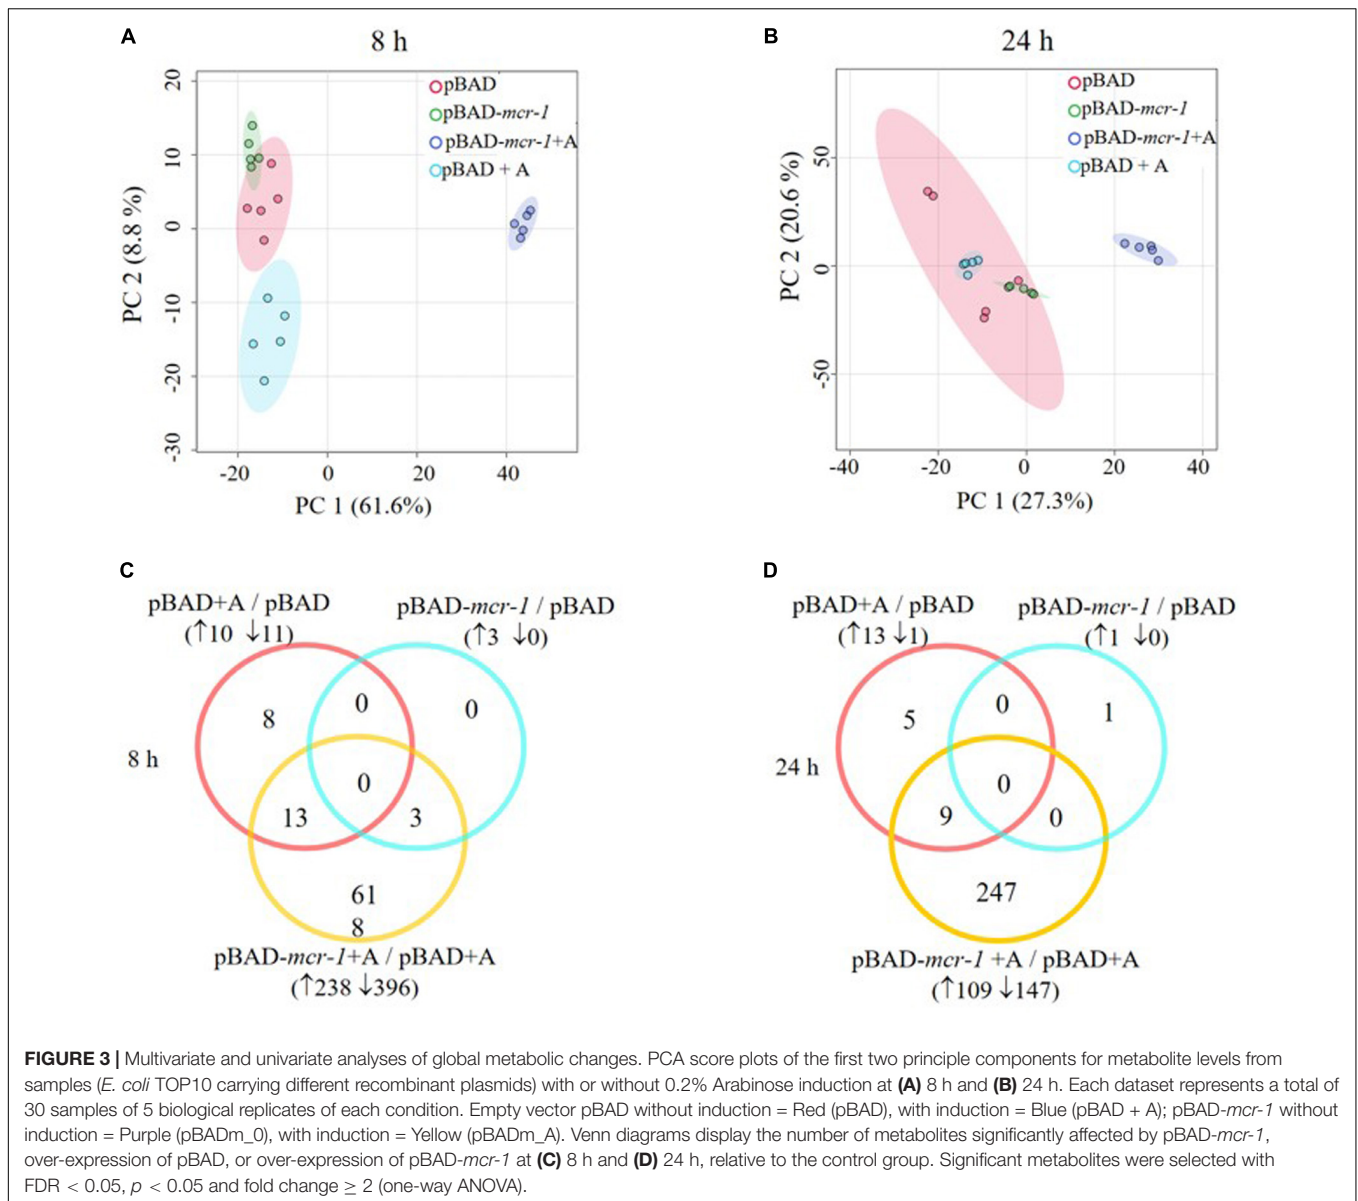 A
8 h
20
10
0
-10
-20
-30
PC 2 (8.8 %)
pBAD
pBAD-mcr-1
pBAD-mcr-1+A
pBAD + A
-20
0
20
40
PC 1 (61.6%)
B
24 h
50
0
-50
PC 2 (20.6 %)
pBAD
pBAD-mcr-1
pBAD-mcr-1+A
pBAD + A
-40
-20
0
20
40
PC 1 (27.3%)
C
pBAD+A / pBAD
(↑10 ↓11)
pBAD-mcr-1 / pBAD
(↑3 ↓0)
8 h
8
0
0
0
13
3
61
8
pBAD-mcr-1+A / pBAD+A
(↑238 ↓396)
D
pBAD+A / pBAD
(↑13 ↓1)
pBAD-mcr-1 / pBAD
(↑1 ↓0)
24 h
5
0
1
0
9
0
247
pBAD-mcr-1 +A / pBAD+A
(↑109 ↓147)
FIGURE 3 | Multivariate and univariate analyses of global metabolic changes. PCA score plots of the first two principle components for metabolite levels from
samples (E. coli TOP10 carrying different recombinant plasmids) with or without 0.2% Arabinose induction at (A) 8 h and (B) 24 h. Each dataset represents a total of
30 samples of 5 biological replicates of each condition. Empty vector pBAD without induction = Red (pBAD), with induction = Blue (pBAD + A); pBAD-mcr-1 without
induction = Purple (pBADm_0), with induction = Yellow (pBADm_A). Venn diagrams display the number of metabolites significantly affected by pBAD-mcr-1,
over-expression of pBAD, or over-expression of pBAD-mcr-1 at (C) 8 h and (D) 24 h, relative to the control group. Significant metabolites were selected with
FDR < 0.05, p < 0.05 and fold change ≥ 2 (one-way ANOVA).